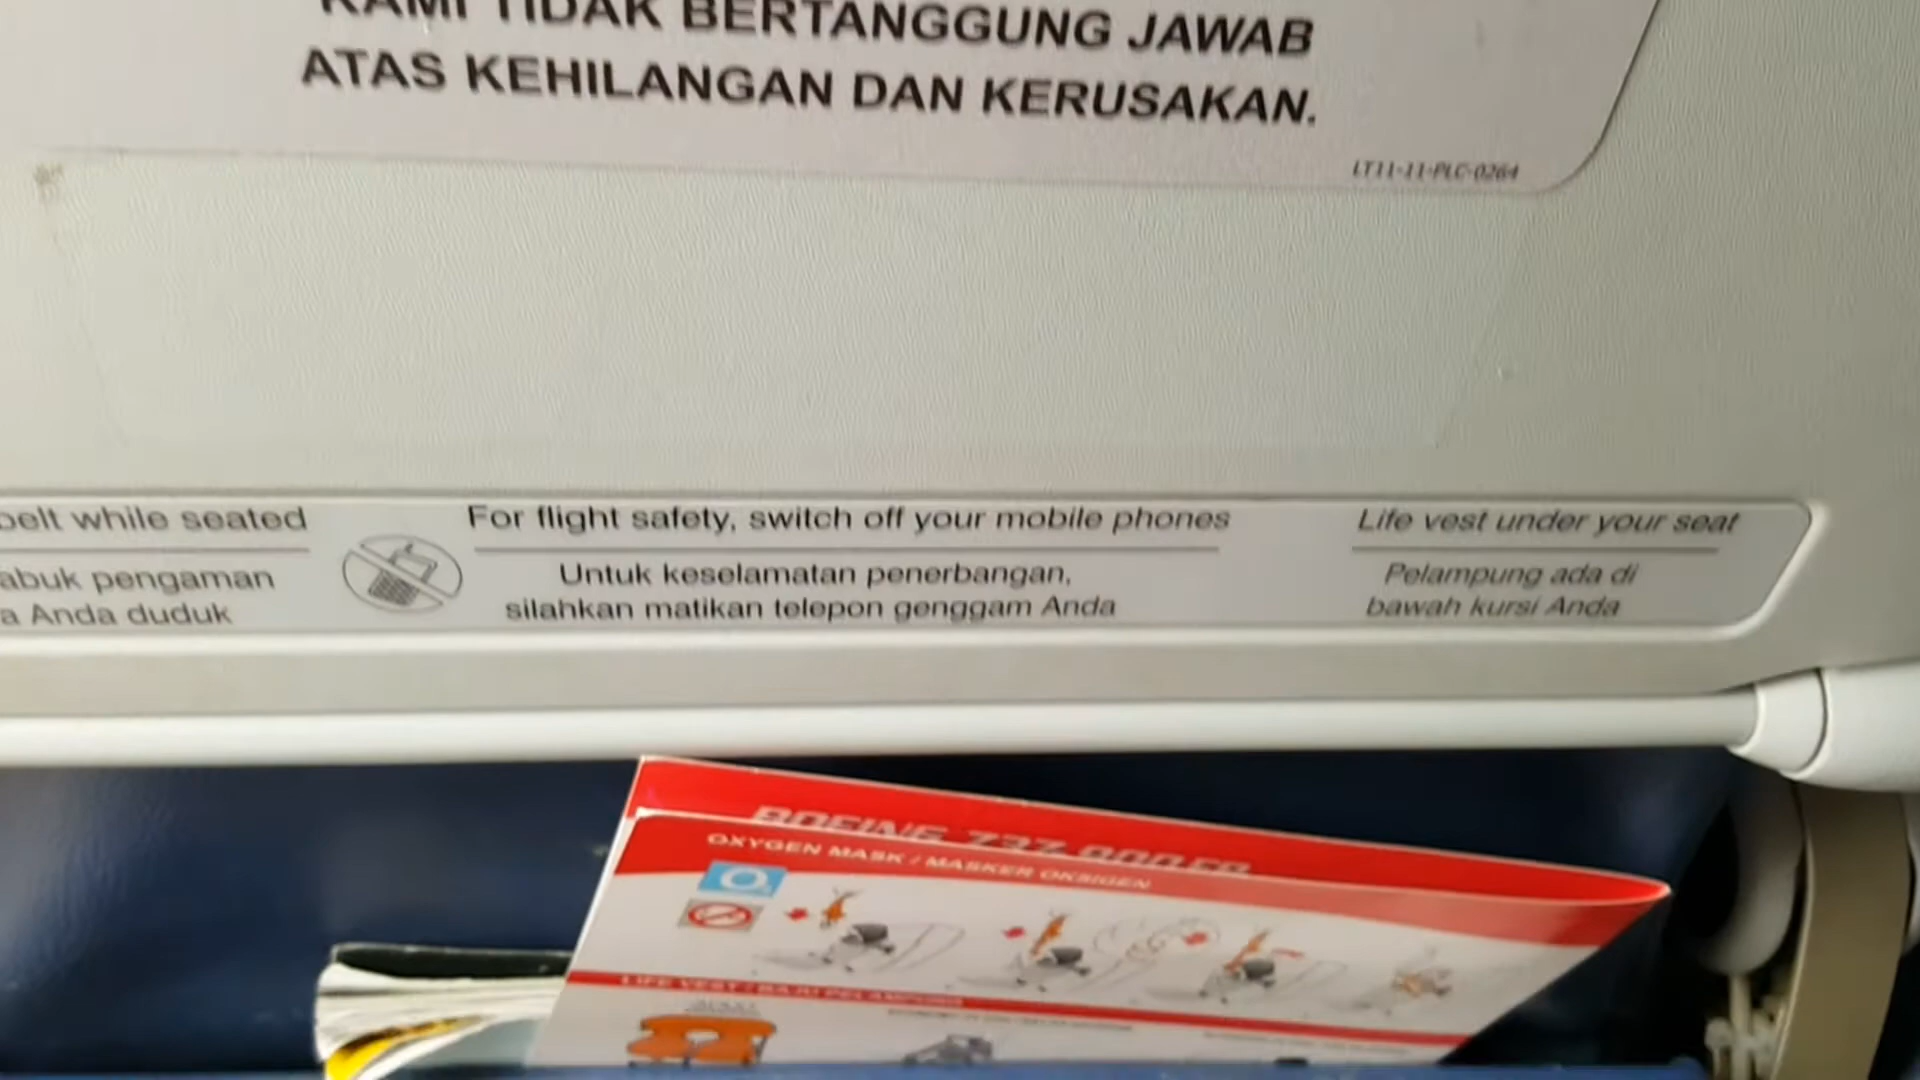 KAMI TIDAK BERTANGGUNG JAWAB
ATAS KEHILANGAN DAN KERUSAKAN.
LT11-11-PLC-0264
belt while seated
abuk pengaman
a Anda duduk
For flight safety, switch off your mobile phones
Untuk keselamatan penerbangan,
silahkan matikan telepon genggam Anda
Life vest under your seat
Pelampung ada di
bawah kursi Anda
BOEING 737-900ER
OXYGEN MASK / MASKER OKSIGEN
O2
LIFE VEST / BAJU PELAMPUNG